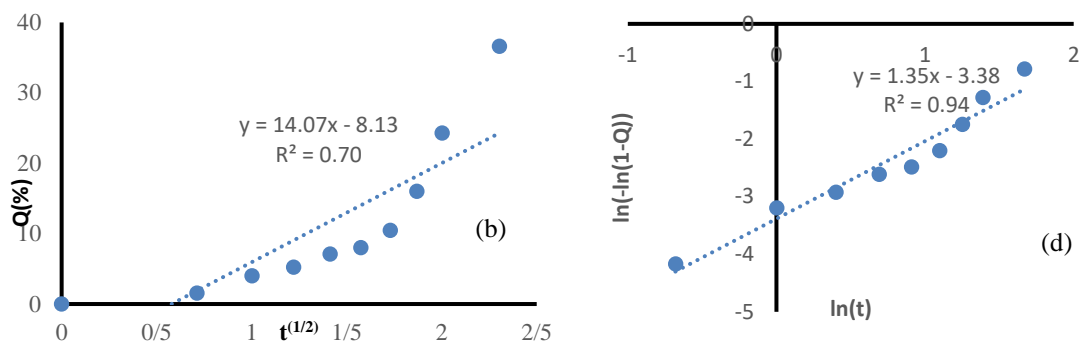 40
30
20
10
0
Q(%)
y = 14.07x - 8.13
R² = 0.70
(b)
0 0/5 1 1/5 2 2/5
t^(1/2)
0
-1
-2
-3
-4
-5
-1 0 1 2
ln(-ln(1-Q))
y = 1.35x - 3.38
R² = 0.94
(d)
ln(t)